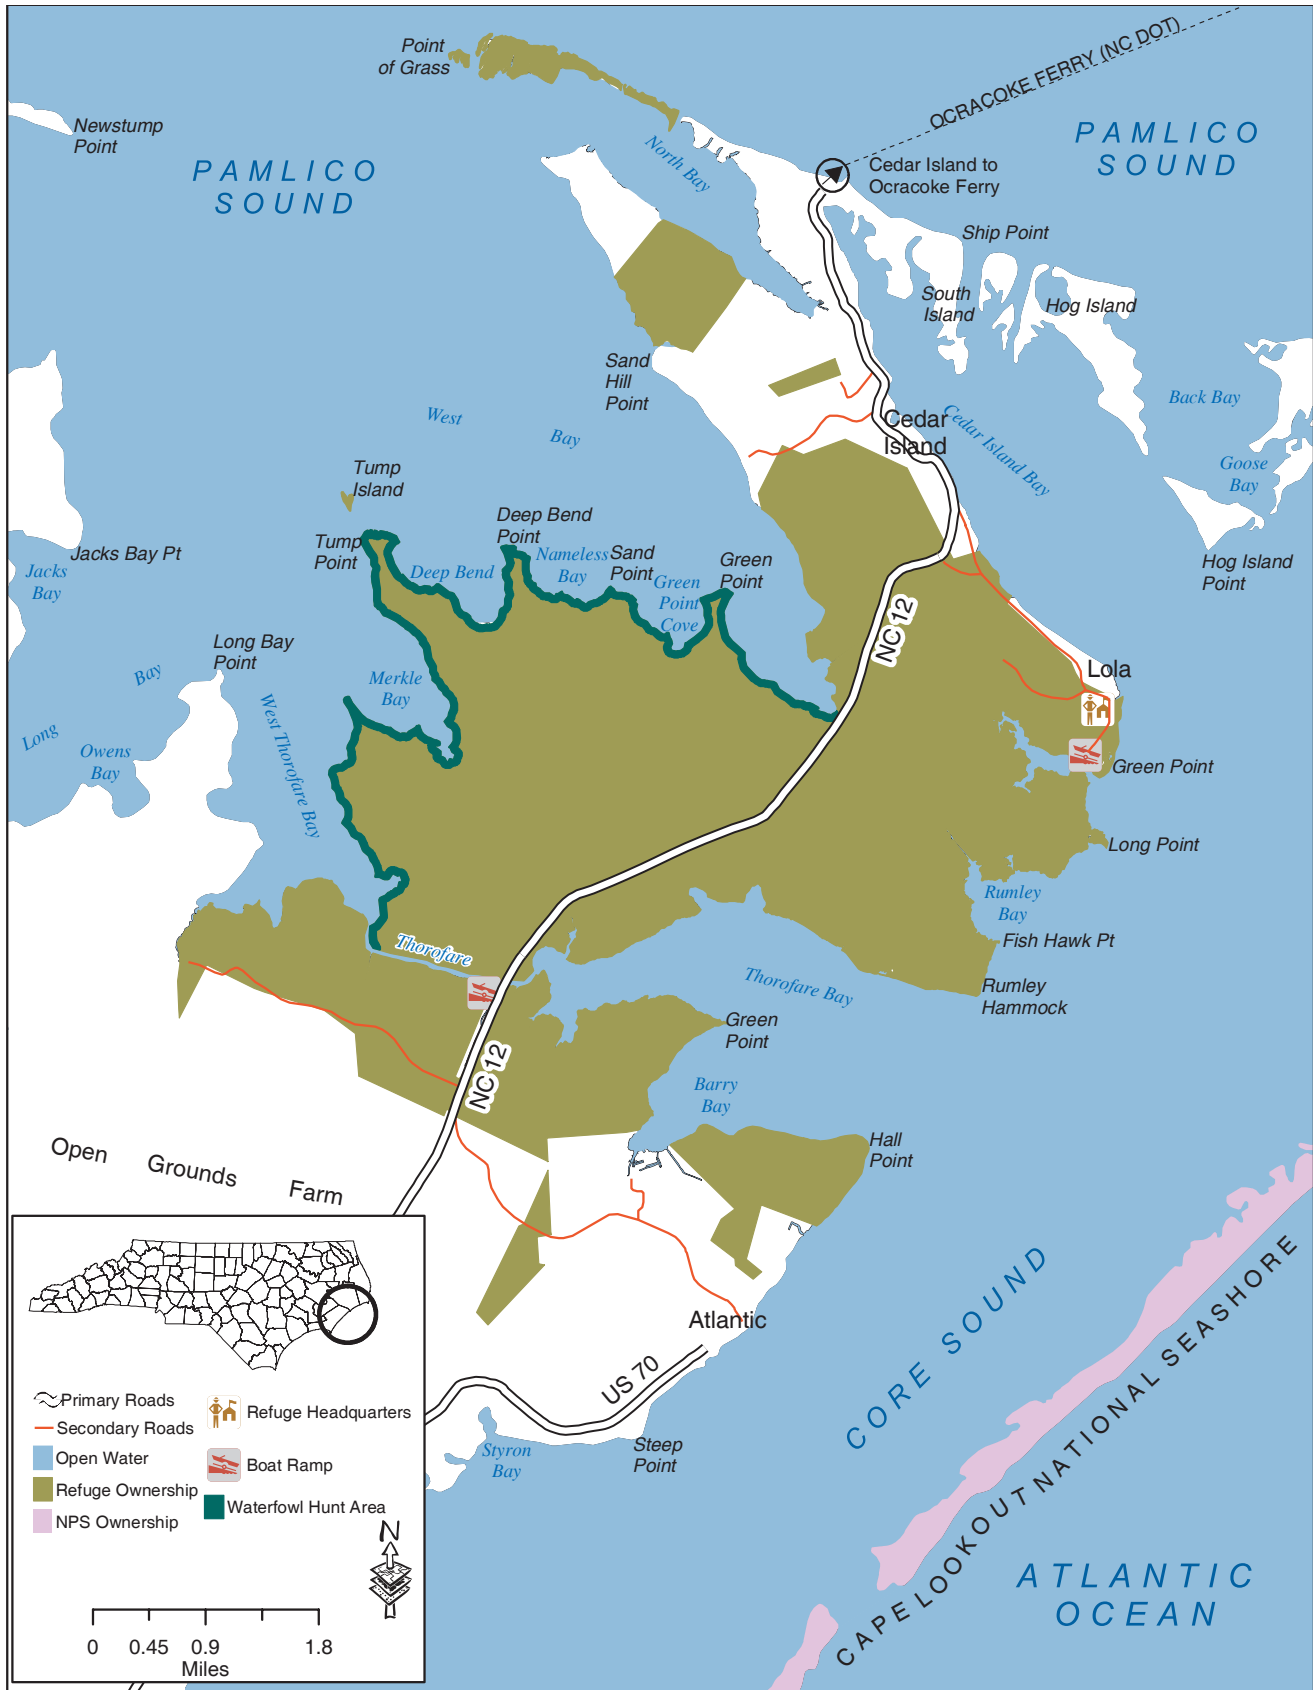 Point
of Grass
OCRACOKE FERRY (NC DOT)
Newstump
Point
PAMLICO
SOUND
North Bay
PAMLICO
SOUND
Cedar Island to
Ocracoke Ferry
Ship Point
South
Island
Hog Island
Sand
Hill
Point
Back Bay
West
Bay
Cedar
Island
Cedar Island Bay
Goose
Bay
Tump
Island
Deep Bend
Point
Tump
Point
Jacks Bay Pt
Jacks
Bay
Deep Bend
Nameless
Bay
Sand
Point
Green
Point
Cove
Green
Point
Hog Island
Point
NC 12
Long Bay
Point
Lola
Bay
Long
Merkle
Bay
West Thorofare Bay
Owens
Bay
Green Point
Long Point
Rumley
Bay
Fish Hawk Pt
Thorofare
Thorofare Bay
Rumley
Hammock
Green
Point
NC 12
Barry
Bay
Hall
Point
Open Grounds Farm
Atlantic
US 70
CORE SOUND
CAPE LOOKOUT NATIONAL SEASHORE
Styron
Bay
Steep
Point
ATLANTIC
OCEAN
Primary Roads
Secondary Roads
Open Water
Refuge Ownership
NPS Ownership
Refuge Headquarters
Boat Ramp
Waterfowl Hunt Area
N
0 0.45 0.9 1.8
Miles